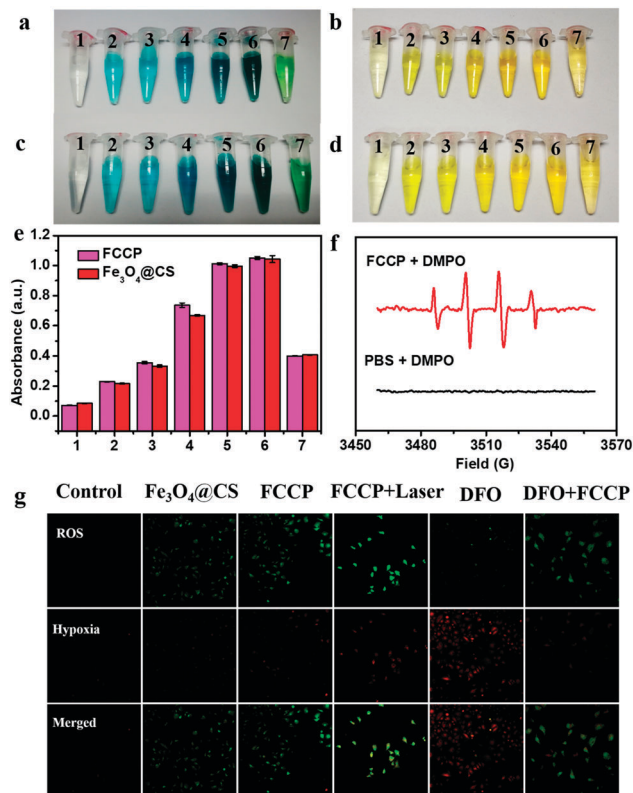 a
1 2 3 4 5 6 7
b
1 2 3 4 5 6 7
c
1 2 3 4 5 6 7
d
1 2 3 4 5 6 7
e
1.2
1.0
0.8
0.6
0.4
0.2
0.0
Absorbance (a.u.)
FCCP
Fe₃O₄@CS
1 2 3 4 5 6 7
f
FCCP + DMPO
PBS + DMPO
3450 3480 3510 3540 3570
Field (G)
g
Control Fe₃O₄@CS FCCP FCCP+Laser DFO DFO+FCCP
ROS
Hypoxia
Merged